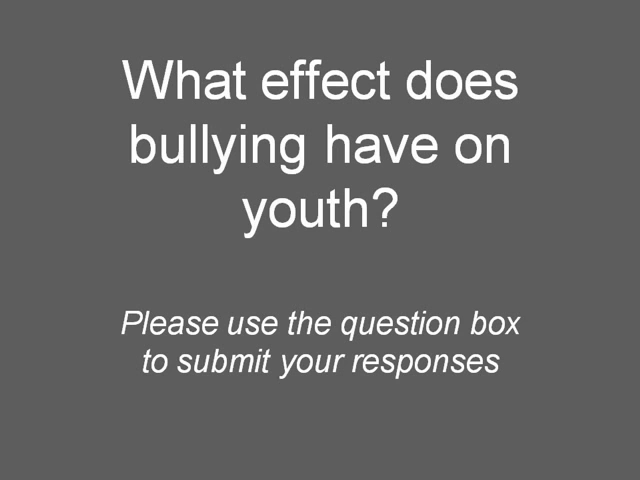 What effect does
bullying have on
youth?
Please use the question box
to submit your responses